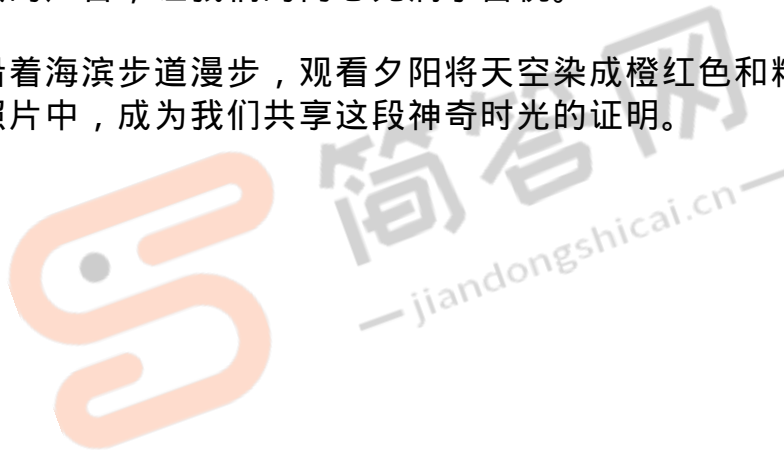 着海滨步道漫步，观看夕阳将天空染成橙红色和
片中，成为我们共享这段神奇时光的证明。
简答网
jiandongshicai.cn